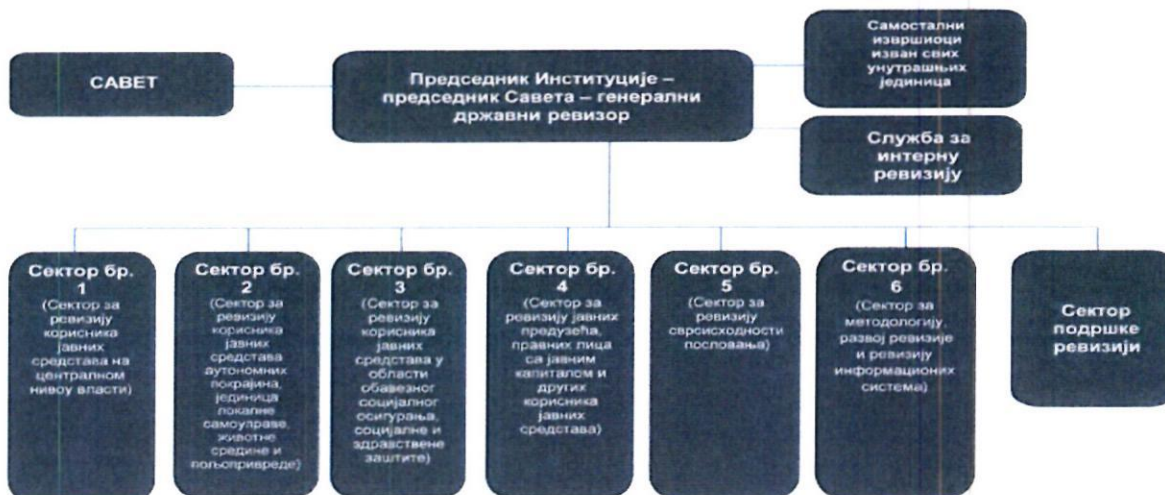 САВЕТ
Председник Институције –
председник Савета – генерални
државни ревизор
Самостални
извршиоци
изван свих
унутрашњих
јединица
Служба за
интерну
ревизију
Сектор бр.
1
(Сектор за
ревизију
корисника
јавних
средстава на
централном
нивоу власти)
Сектор бр.
2
(Сектор за
ревизију
корисника
јавних
средстава
аутономних
покрајина,
јединица
локалне
самоуправе,
животне
средине и
пољопривреде)
Сектор бр.
3
(Сектор за
ревизију
корисника
јавних
средстава у
области
обавезног
социјалног
осигурања,
социјалне и
здравствене
заштите)
Сектор бр.
4
(Сектор за
ревизију јавних
предузећа,
правних лица
са јавним
капиталом и
других
корисника
јавних
средстава)
Сектор бр.
5
(Сектор за
ревизију
сврсисходности
пословања)
Сектор бр.
6
(Сектор за
методологију,
развој ревизије
и ревизију
информационих
система)
Сектор
подршке
ревизији